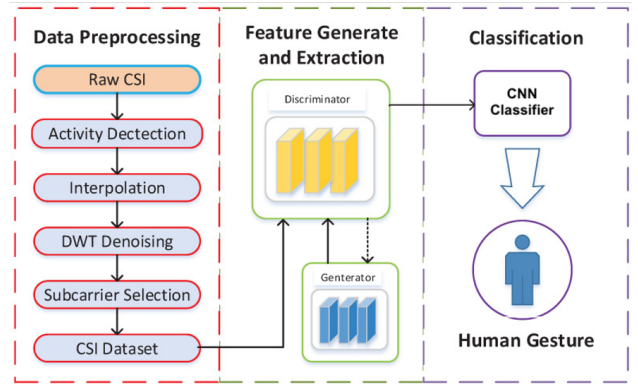 Data Preprocessing
Raw CSI
Activity Dectection
Interpolation
DWT Denoising
Subcarrier Selection
CSI Dataset
Feature Generate
and Extraction
Discriminator
Genterator
Classification
CNN
Classifier
Human Gesture